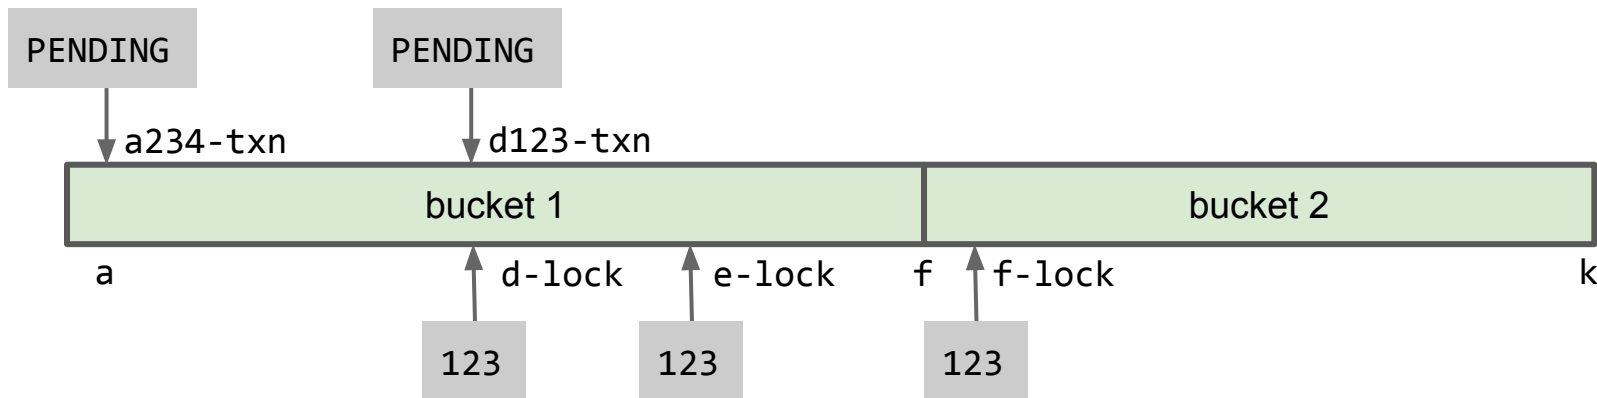 PENDING PENDING
a234-txn d123-txn
bucket 1 bucket 2
a d-lock e-lock f f-lock k
123 123 123